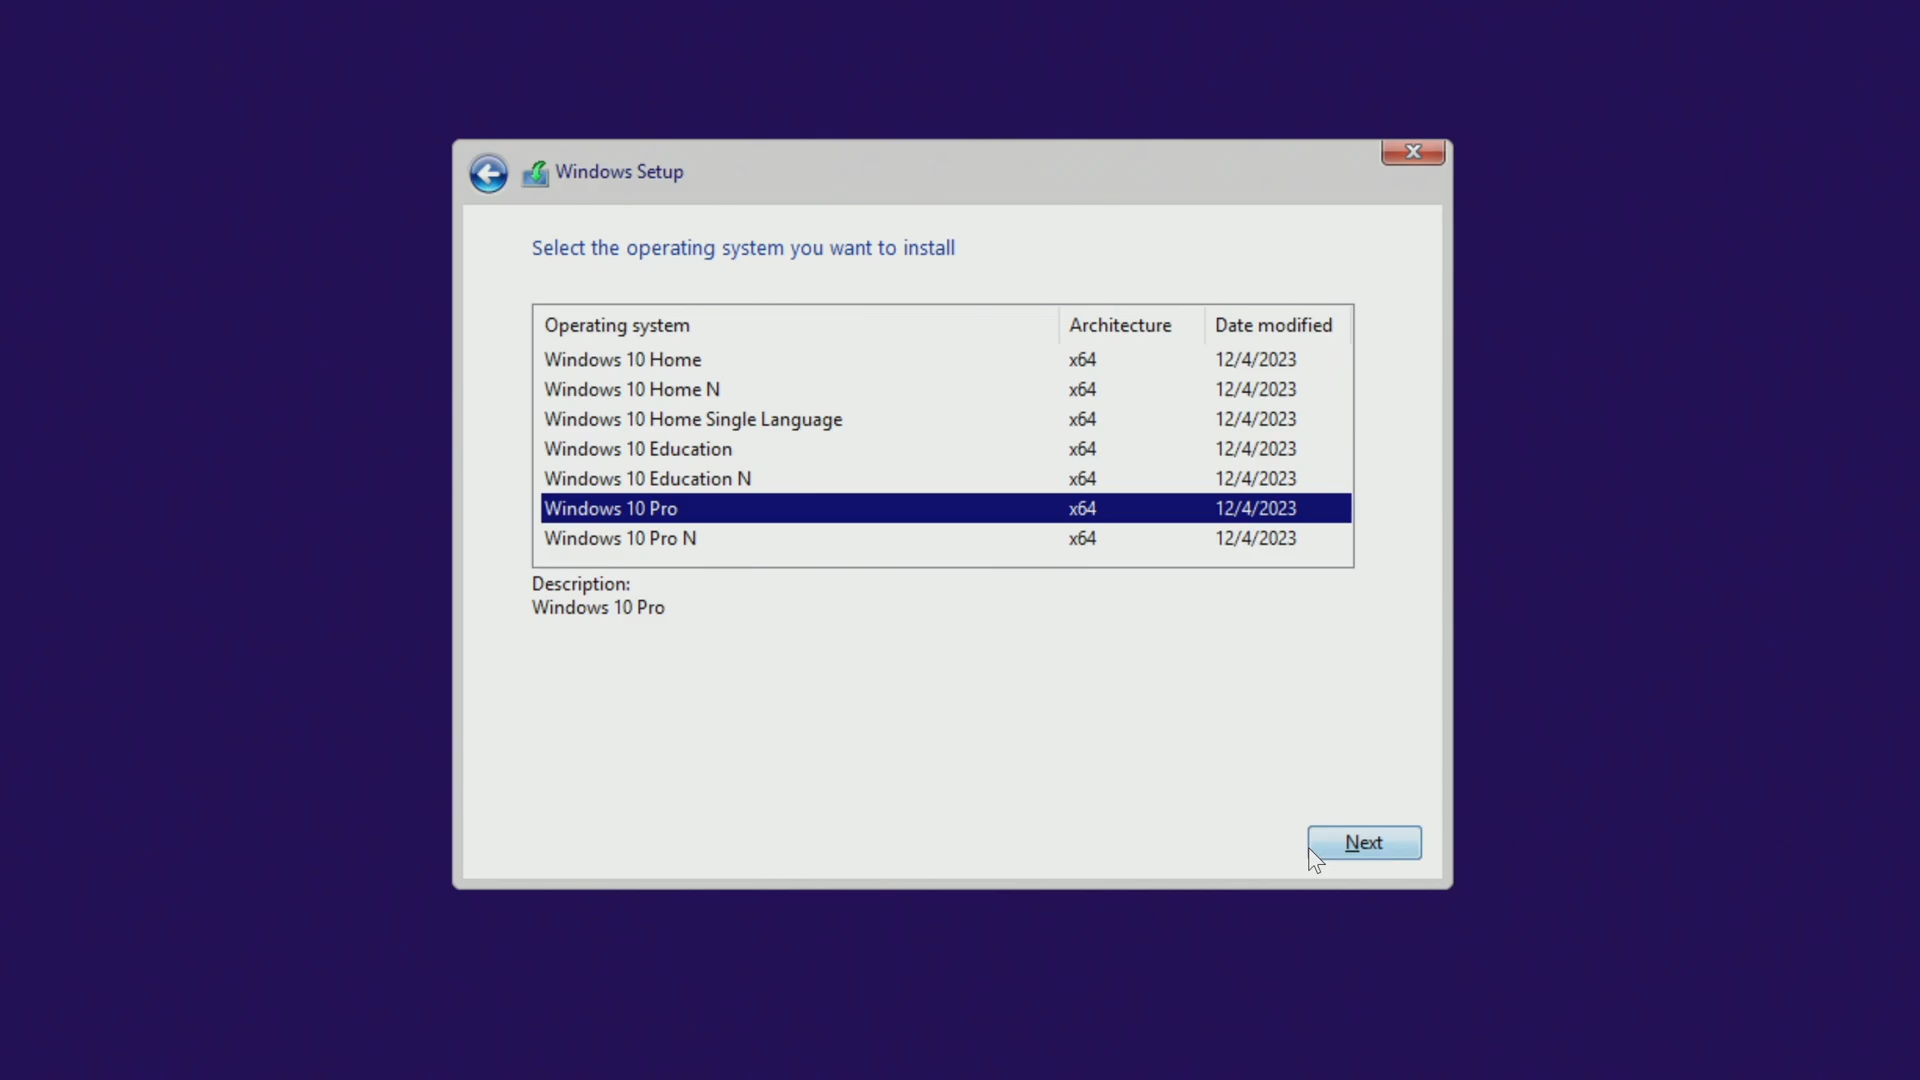 Windows Setup
Select the operating system you want to install
Operating system Architecture Date modified
Windows 10 Home x64 12/4/2023
Windows 10 Home N x64 12/4/2023
Windows 10 Home Single Language x64 12/4/2023
Windows 10 Education x64 12/4/2023
Windows 10 Education N x64 12/4/2023
Windows 10 Pro x64 12/4/2023
Windows 10 Pro N x64 12/4/2023
Description:
Windows 10 Pro
Next